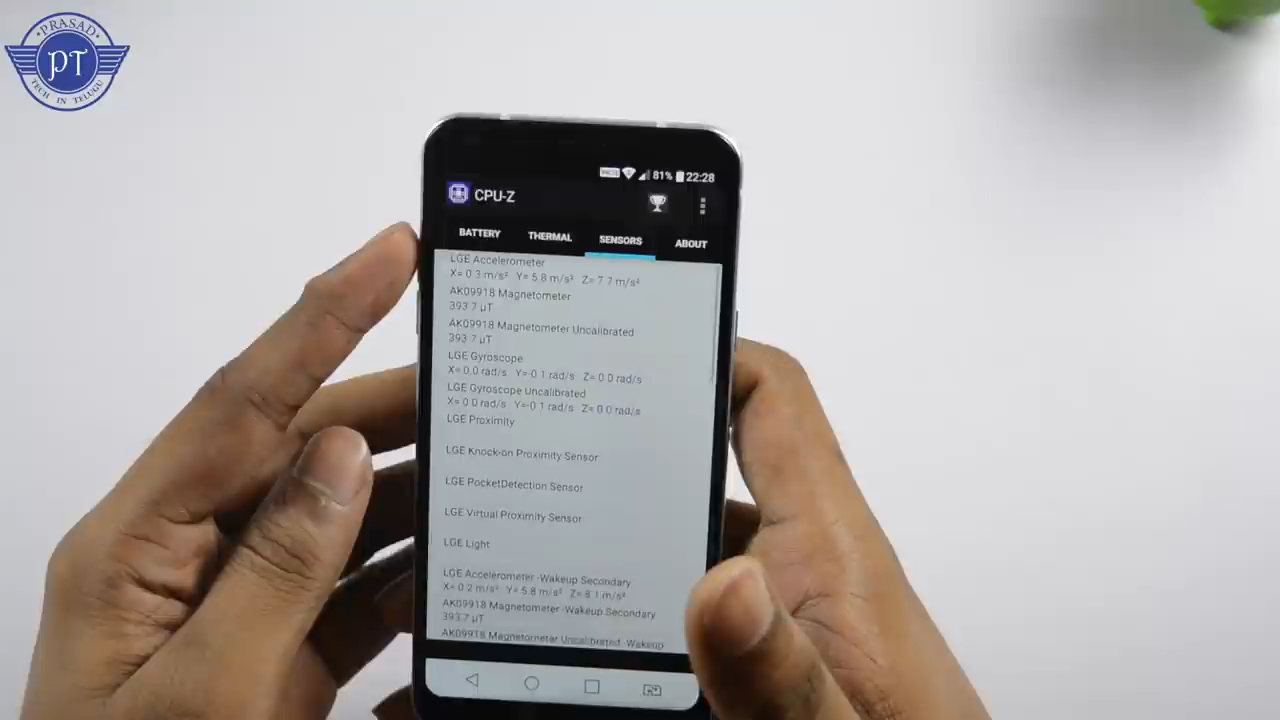 PRASAD
PT
TECH IN TELUGU
81% 22:28
CPU-Z
BATTERY THERMAL SENSORS ABOUT
LGE Accelerometer
X= 0.3 m/s² Y= 5.8 m/s² Z= 7.7 m/s²
AK09918 Magnetometer
393.7 µT
AK09918 Magnetometer Uncalibrated
393.7 µT
LGE Gyroscope
X= 0.0 rad/s Y=-0.1 rad/s Z= 0.0 rad/s
LGE Gyroscope Uncalibrated
X= 0.0 rad/s Y=-0.1 rad/s Z= 0.0 rad/s
LGE Proximity
LGE Knock-on Proximity Sensor
LGE PocketDetection Sensor
LGE Virtual Proximity Sensor
LGE Light
LGE Accelerometer -Wakeup Secondary
X= 0.2 m/s² Y= 5.8 m/s² Z= 8.1 m/s²
AK09918 Magnetometer -Wakeup Secondary
393.7 µT
AK09918 Magnetometer Uncalibrated -Wakeup